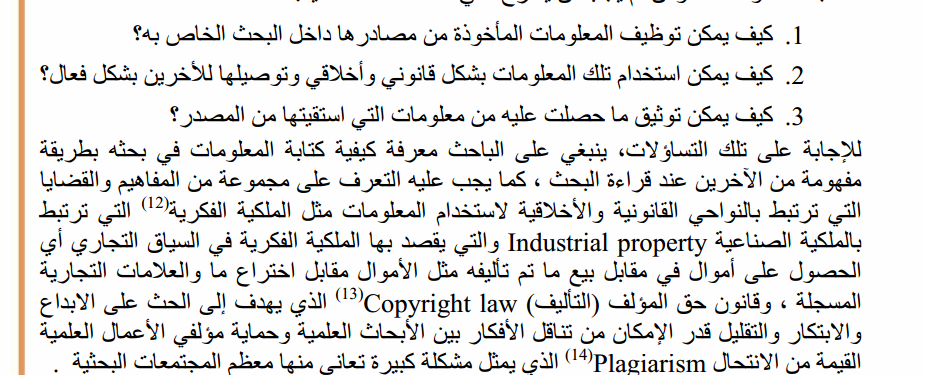 1. كيف يمكن توظيف المعلومات المأخوذة من مصادرها داخل البحث الخاص به؟
2. كيف يمكن استخدام تلك المعلومات بشكل قانوني وأخلاقي وتوصيلها للأخرين بشكل فعال؟
3. كيف يمكن توثيق ما حصلت عليه من معلومات التي استقيتها من المصدر؟
للإجابة على تلك التساؤلات، ينبغي على الباحث معرفة كيفية كتابة المعلومات في بحثه بطريقة
مفهومة من الآخرين عند قراءة البحث ، كما يجب عليه التعرف على مجموعة من المفاهيم والقضايا
التي ترتبط بالنواحي القانونية والأخلاقية لاستخدام المعلومات مثل الملكية الفكرية(12) التي ترتبط
بالملكية الصناعية Industrial property والتي يقصد بها الملكية الفكرية في السياق التجاري أي
الحصول على أموال في مقابل بيع ما تم تأليفه مثل الأموال مقابل اختراع ما والعلامات التجارية
المسجلة ، وقانون حق المؤلف (التأليف) Copyright law(13) الذي يهدف إلى الحث على الابداع
والابتكار والتقليل قدر الإمكان من تناقل الأفكار بين الأبحاث العلمية وحماية مؤلفي الأعمال العلمية
القيمة من الانتحال Plagiarism(14) الذي يمثل مشكلة كبيرة تعاني منها معظم المجتمعات البحثية .